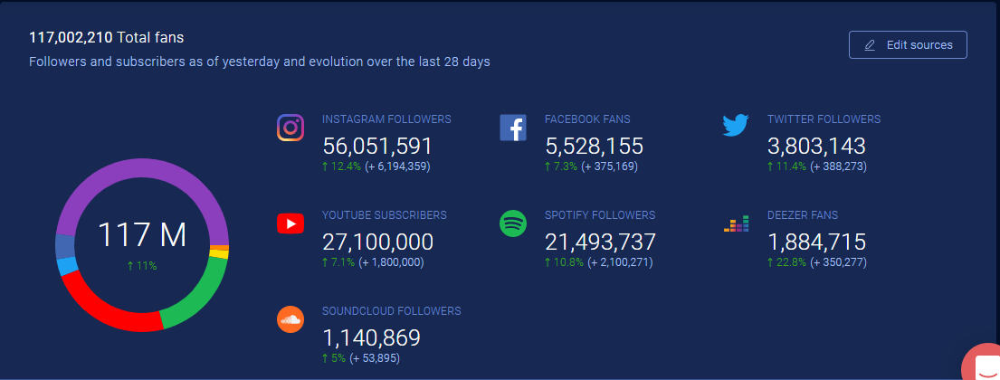 117,002,210 Total fans
Edit sources
Followers and subscribers as of yesterday and evolution over the last 28 days
INSTAGRAM FOLLOWERS
56,051,591
↑ 12.4% (+ 6,194,359)
FACEBOOK FANS
5,528,155
↑ 7.3% (+ 375,169)
TWITTER FOLLOWERS
3,803,143
↑ 11.4% (+ 388,273)
117 M
↑ 11%
YOUTUBE SUBSCRIBERS
27,100,000
↑ 7.1% (+ 1,800,000)
SPOTIFY FOLLOWERS
21,493,737
↑ 10.8% (+ 2,100,271)
DEEZER FANS
1,884,715
↑ 22.8% (+ 350,277)
SOUNDCLOUD FOLLOWERS
1,140,869
↑ 5% (+ 53,895)